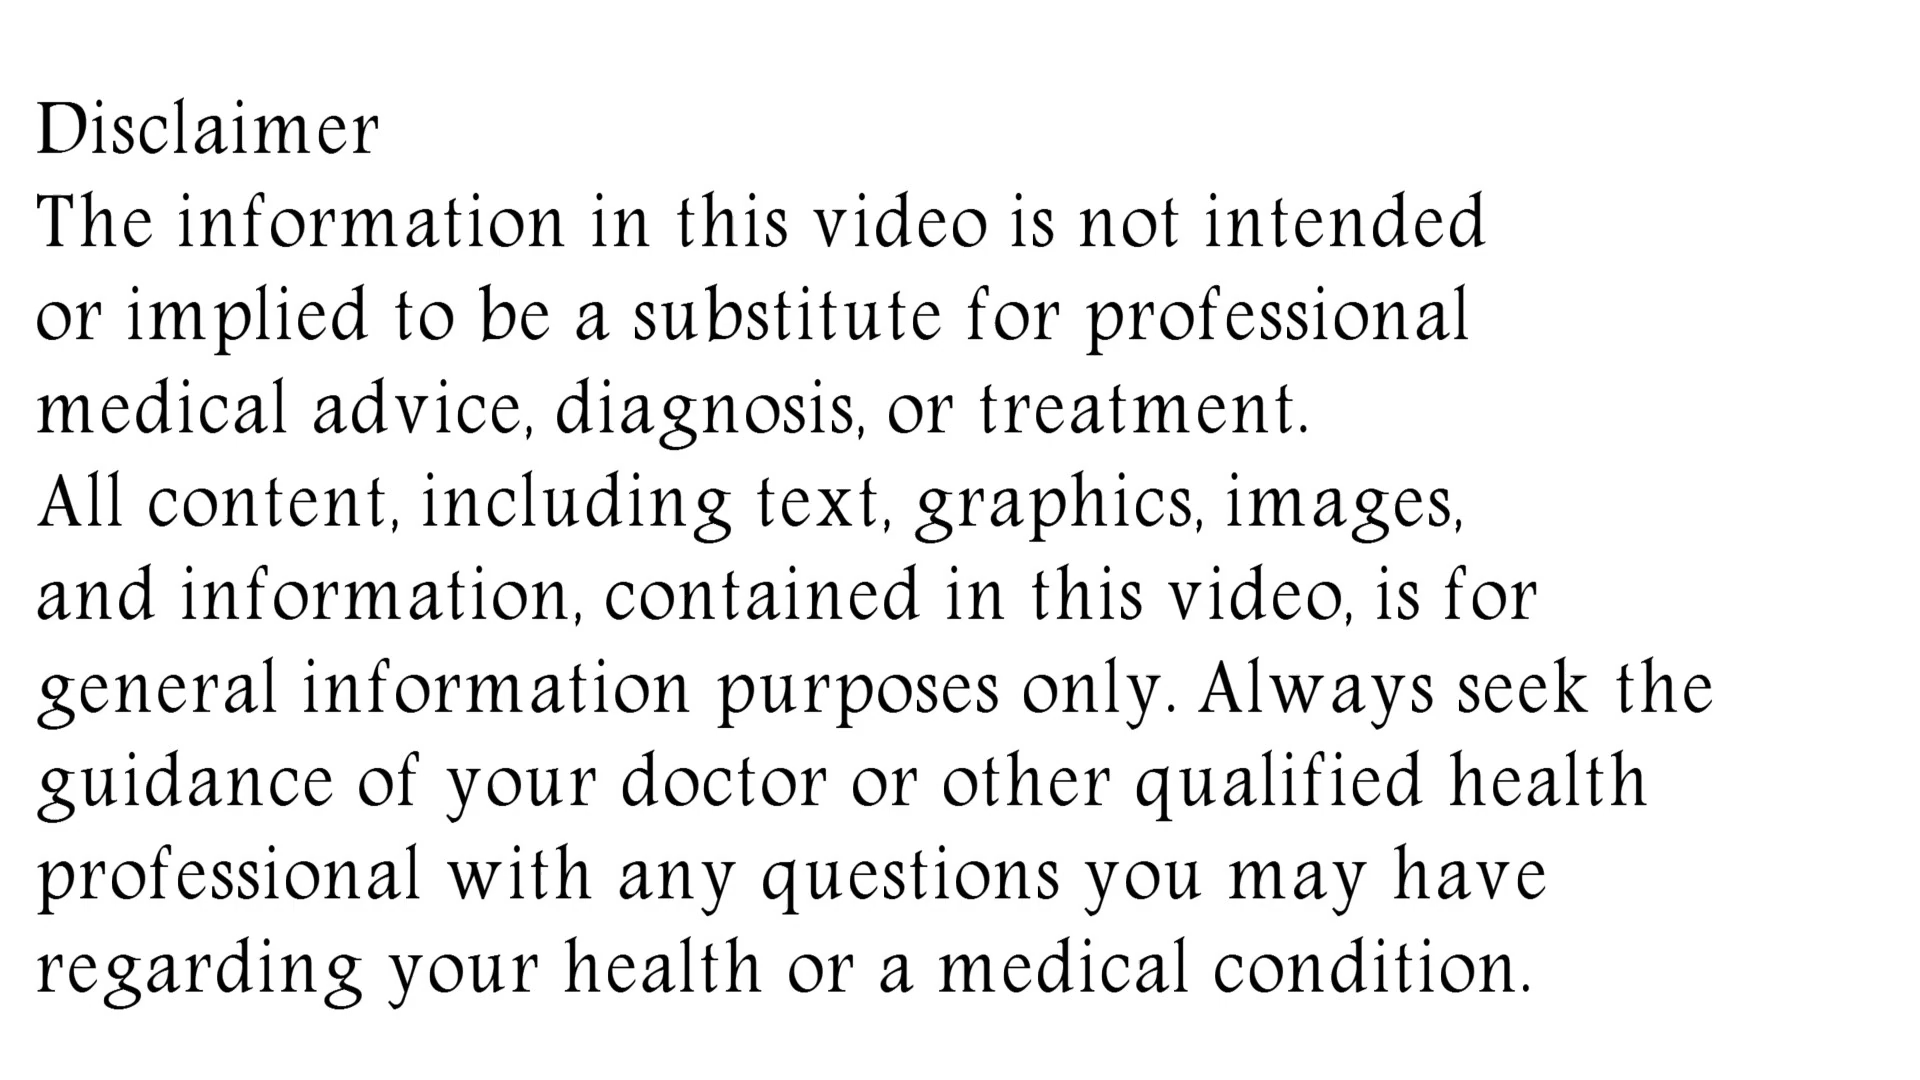 Disclaimer
The information in this video is not intended
or implied to be a substitute for professional
medical advice, diagnosis, or treatment.
All content, including text, graphics, images,
and information, contained in this video, is for
general information purposes only. Always seek the
guidance of your doctor or other qualified health
professional with any questions you may have
regarding your health or a medical condition.